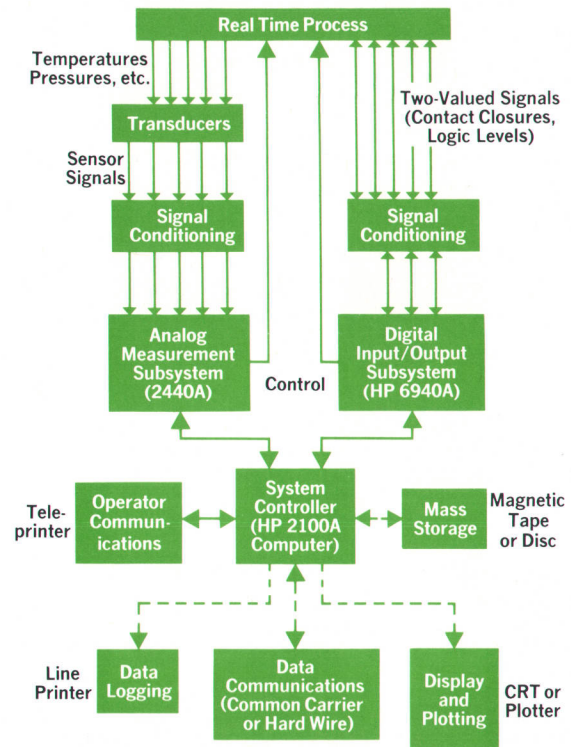 Real Time Process
Temperatures
Pressures, etc.
Two-Valued Signals
(Contact Closures,
Logic Levels)
Transducers
Sensor
Signals
Signal
Conditioning
Signal
Conditioning
Analog
Measurement
Subsystem
(2440A)
Control
Digital
Input/Output
Subsystem
(HP 6940A)
Tele-
printer
Operator
Commun-
ications
System
Controller
(HP 2100A
Computer)
Mass
Storage
Magnetic
Tape
or Disc
Line
Printer
Data
Logging
Data
Communications
(Common Carrier
or Hard Wire)
Display
and
Plotting
CRT or
Plotter